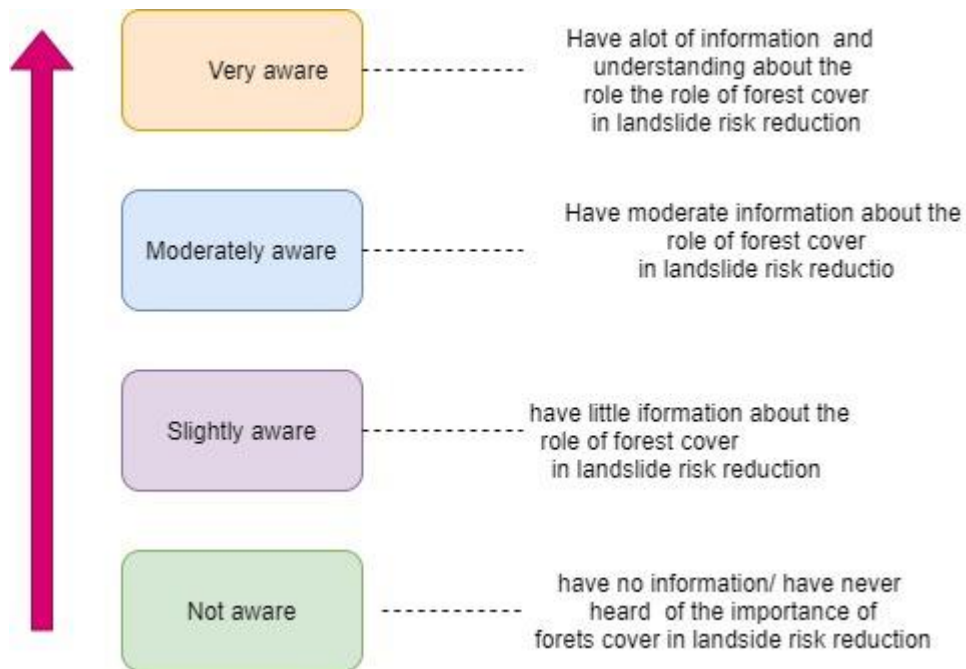 Very aware
Have alot of information and
understanding about the
role the role of forest cover
in landslide risk reduction
Moderately aware
Have moderate information about the
role of forest cover
in landslide risk reductio
Slightly aware
have little iformation about the
role of forest cover
in landslide risk reduction
Not aware
have no information/ have never
heard of the importance of
forets cover in landside risk reduction